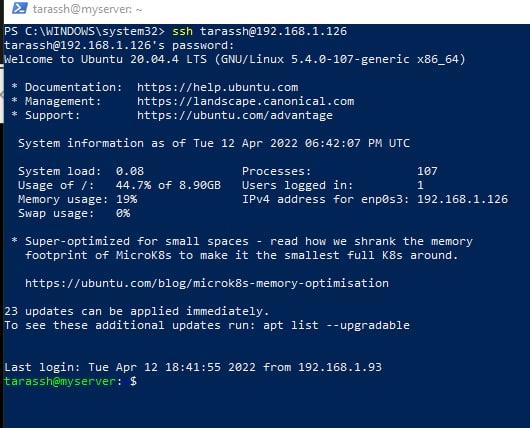 tarassh@myserver: ~
PS C:\WINDOWS\system32> ssh tarassh@192.168.1.126
tarassh@192.168.1.126's password:
Welcome to Ubuntu 20.04.4 LTS (GNU/Linux 5.4.0-107-generic x86_64)
* Documentation:  https://help.ubuntu.com
* Management:     https://landscape.canonical.com
* Support:        https://ubuntu.com/advantage
System information as of Tue 12 Apr 2022 06:42:07 PM UTC
System load:  0.08              Processes:               107
Usage of /:   44.7% of 8.90GB   Users logged in:         1
Memory usage: 19%               IPv4 address for enp0s3: 192.168.1.126
Swap usage:   0%
* Super-optimized for small spaces - read how we shrank the memory
footprint of MicroK8s to make it the smallest full K8s around.
https://ubuntu.com/blog/microk8s-memory-optimisation
23 updates can be applied immediately.
To see these additional updates run: apt list --upgradable
Last login: Tue Apr 12 18:41:55 2022 from 192.168.1.93
tarassh@myserver: $